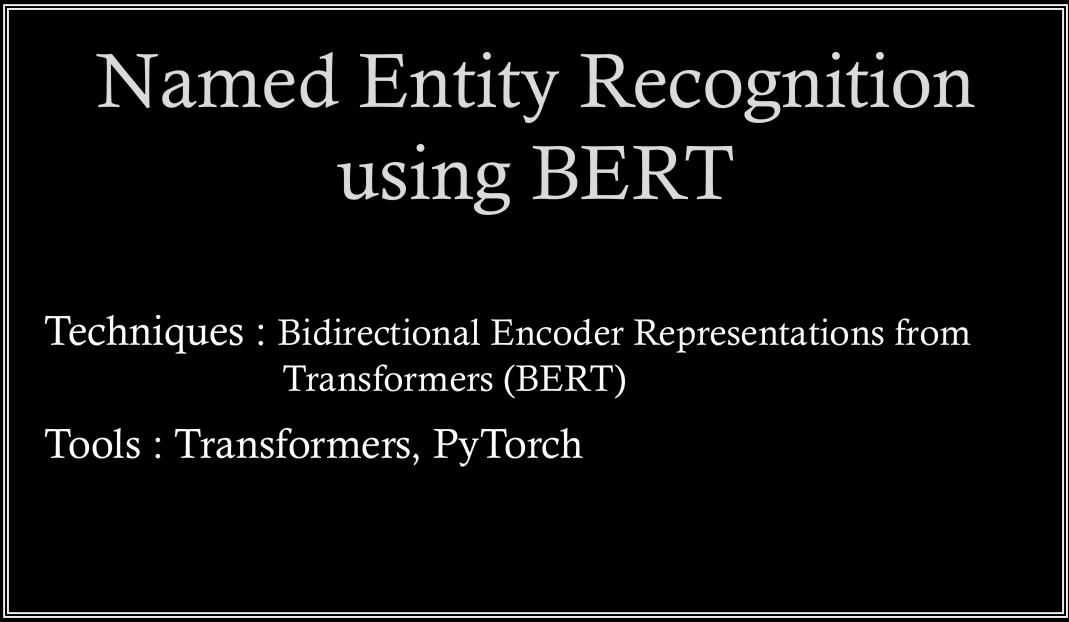 Named Entity Recognition
using BERT
Techniques : Bidirectional Encoder Representations from
Transformers (BERT)
Tools : Transformers, PyTorch